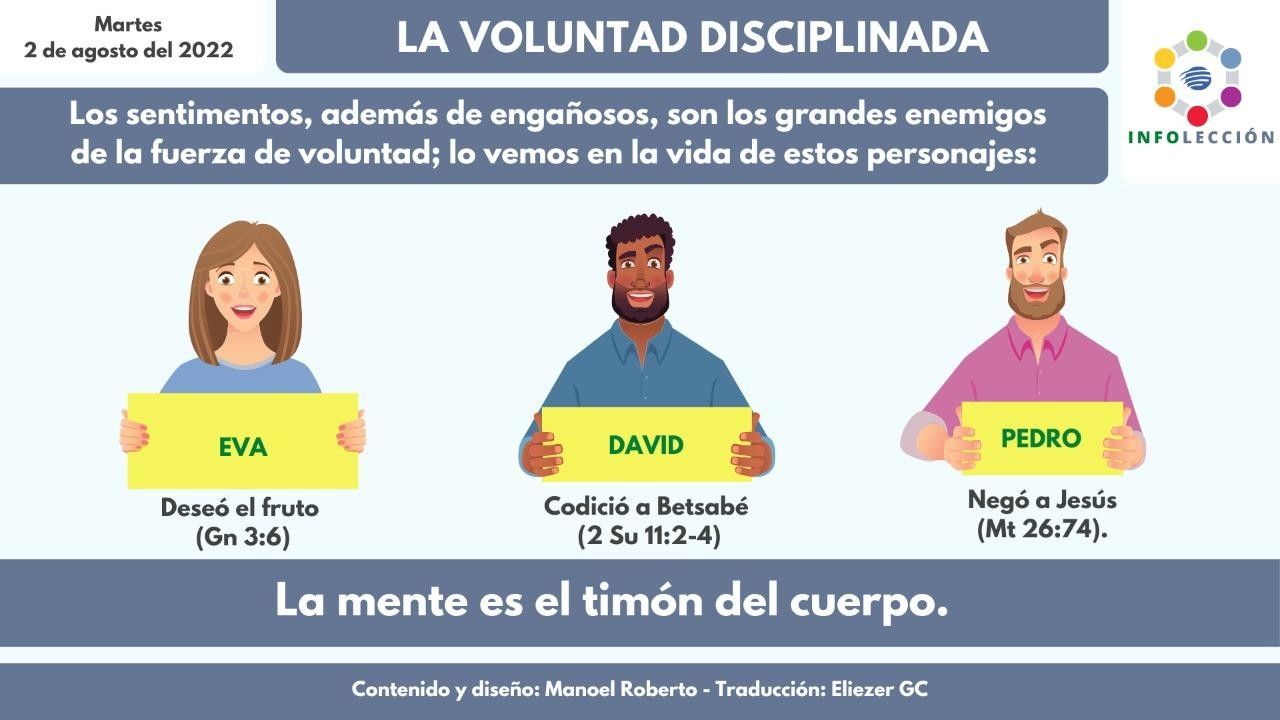 Martes
2 de agosto del 2022
LA VOLUNTAD DISCIPLINADA
INFOLECCIÓN
Los sentimentos, además de engañosos, son los grandes enemigos
de la fuerza de voluntad; lo vemos en la vida de estos personajes:
EVA
Deseó el fruto
(Gn 3:6)
DAVID
Codició a Betsabé
(2 Su 11:2-4)
PEDRO
Negó a Jesús
(Mt 26:74).
La mente es el timón del cuerpo.
Contenido y diseño: Manoel Roberto - Traducción: Eliezer GC